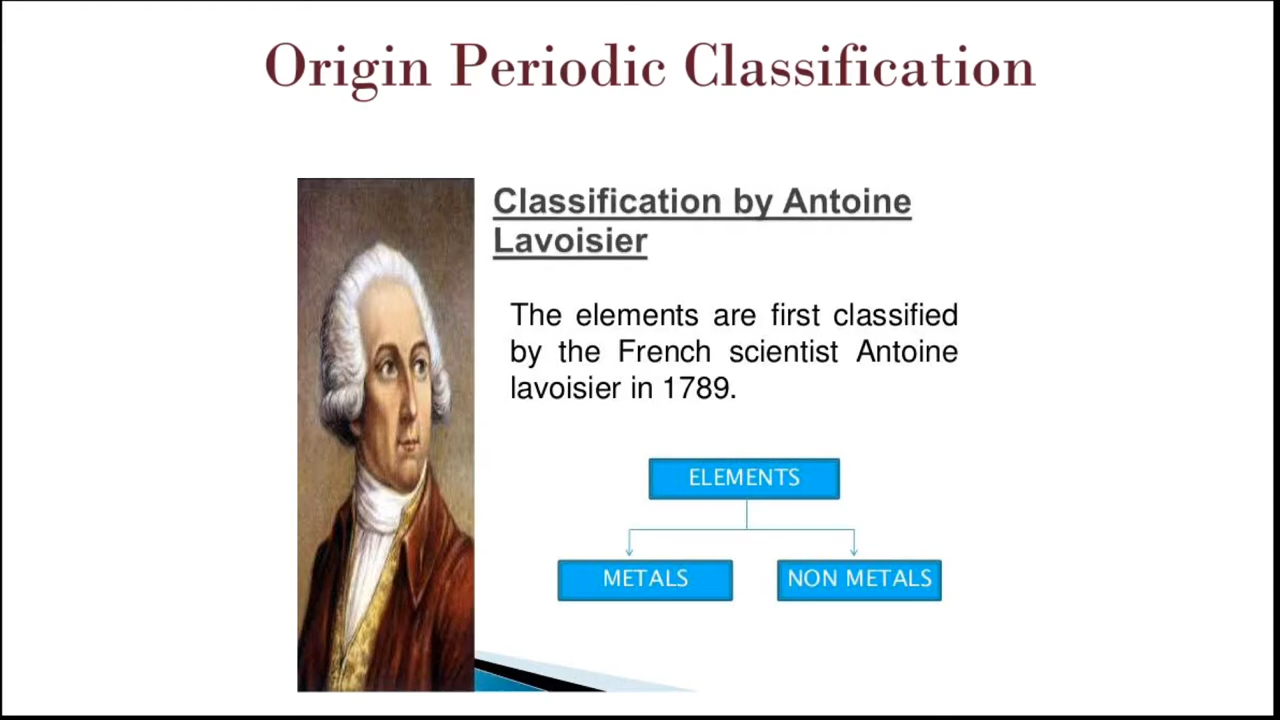 Origin Periodic Classification
Classification by Antoine
Lavoisier
The elements are first classified
by the French scientist Antoine
lavoisier in 1789.
ELEMENTS
METALS
NON METALS